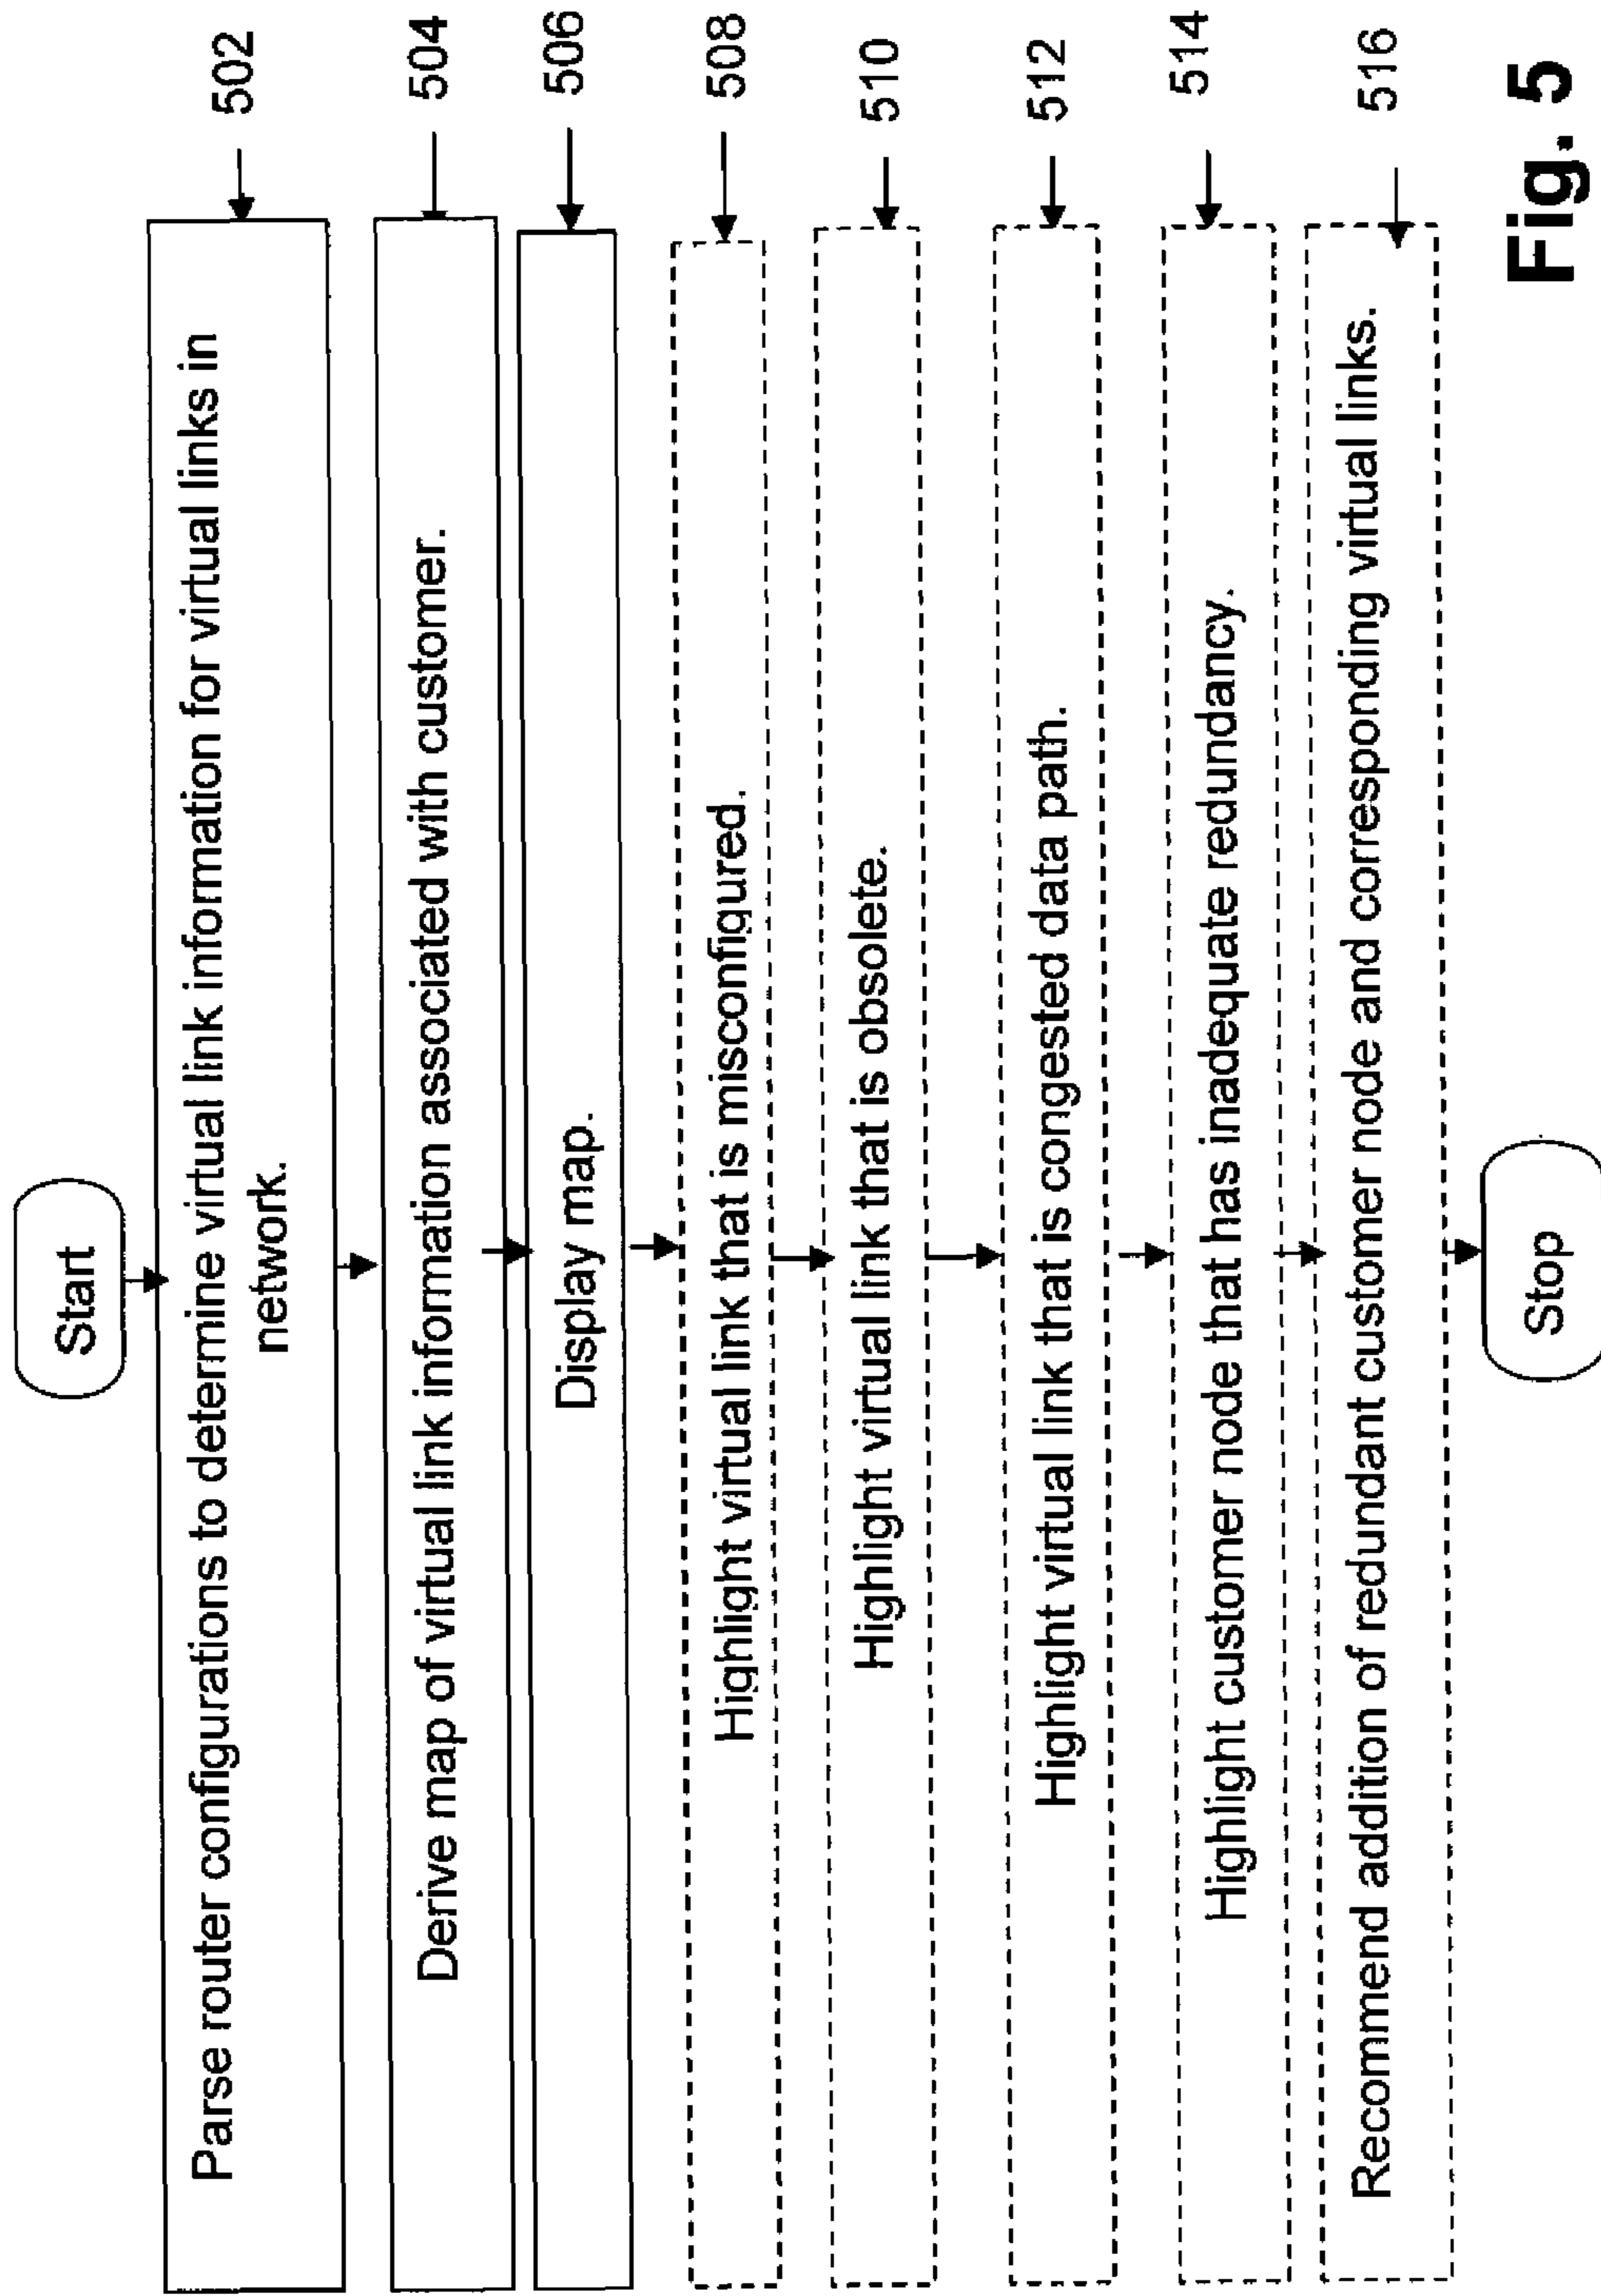 Start
Parse router configurations to determine virtual link information for virtual links in
network.
502
Derive map of virtual link information associated with customer.
504
Display map.
506
Highlight virtual link that is misconfigured.
508
Highlight virtual link that is obsolete.
510
Highlight virtual link that is congested data path.
512
Highlight customer node that has inadequate redundancy.
514
Recommend addition of redundant customer node and corresponding virtual links.
516
Stop
Fig. 5